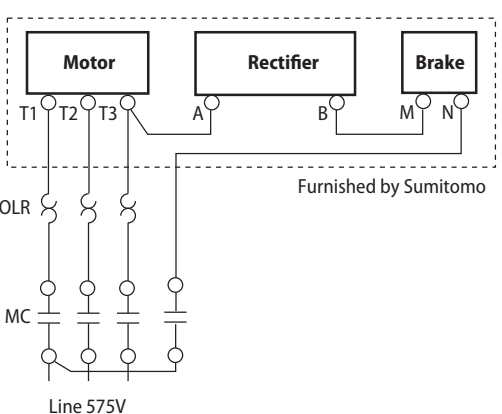 Motor Rectifier Brake
T1 T2 T3 A B M N
Furnished by Sumitomo
OLR
MC
Line 575V